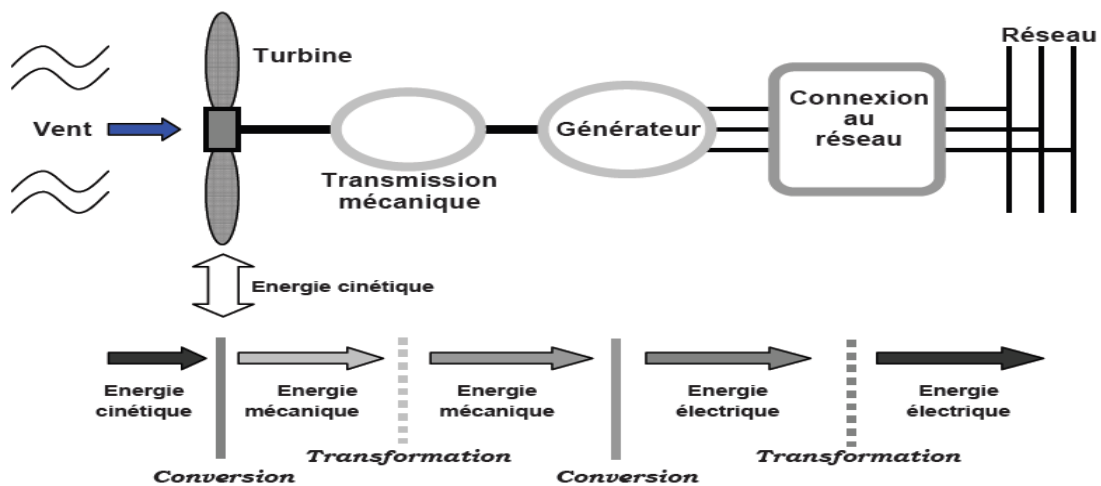 Réseau
Turbine
Vent
Générateur
Connexion
au
réseau
Transmission
mécanique
Energie cinétique
Energie
cinétique
Energie
mécanique
Energie
mécanique
Energie
électrique
Energie
électrique
Conversion
Transformation
Conversion
Transformation